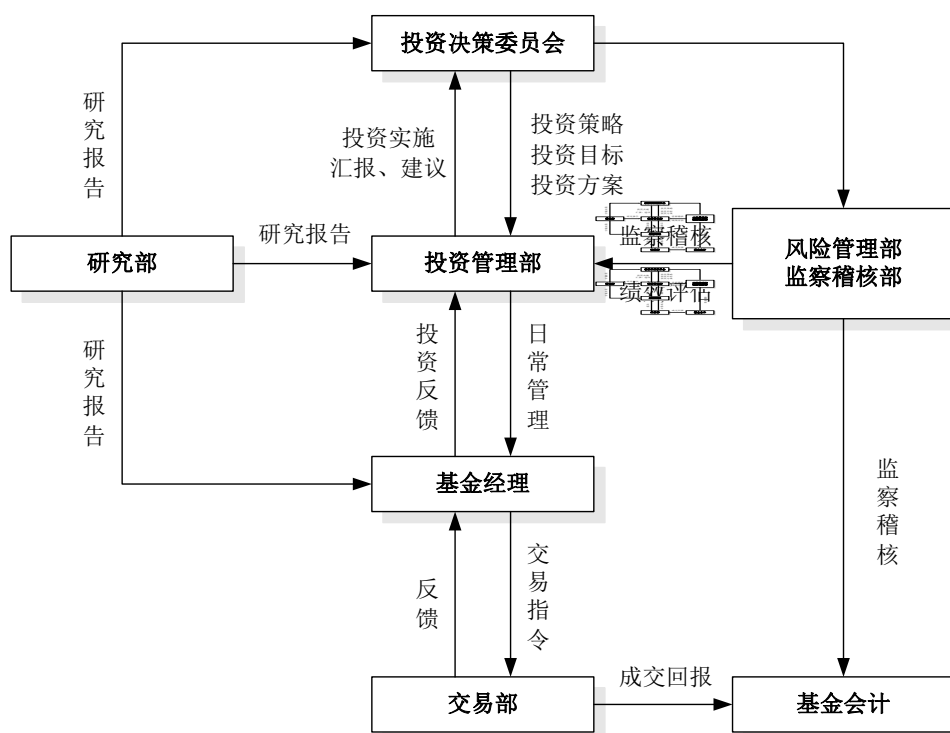 投资决策委员会
研究报告
投资实施
汇报、建议
投资策略
投资目标
投资方案
研究部
研究报告
投资管理部
监察稽核
绩效评估
风险管理部
监察稽核部
研究报告
投资反馈
日常管理
基金经理
监察稽核
反馈
交易指令
交易部
成交回报
基金会计